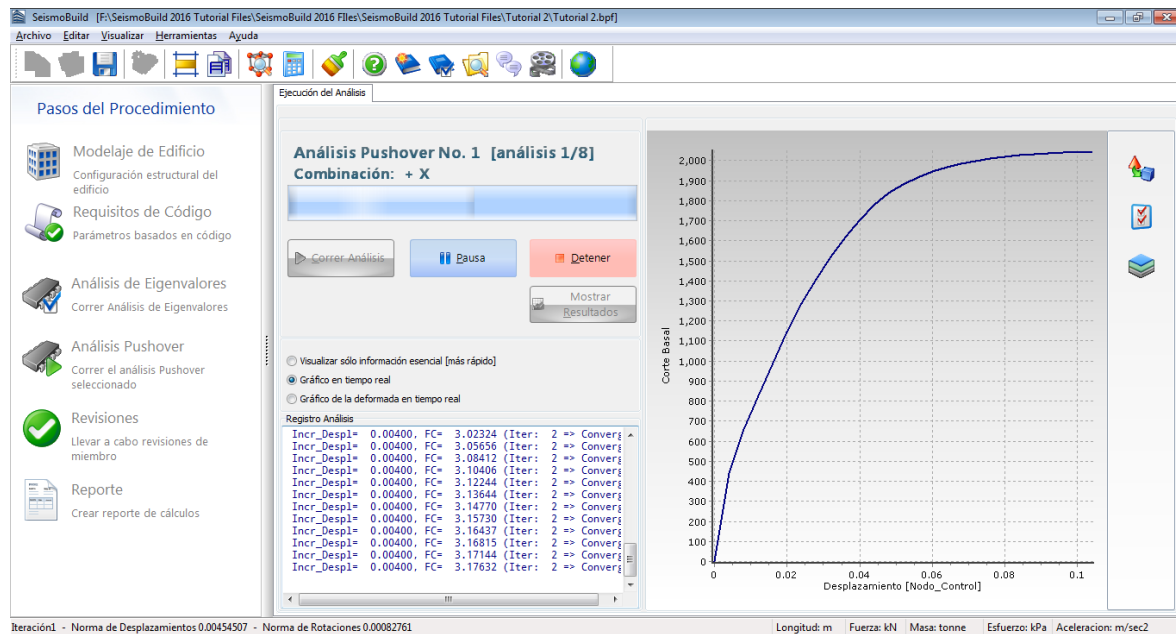 SeismoBuild [F:\SeismoBuild 2016 Tutorial Files\SeismoBuild 2016 FIles\SeismoBuild 2016 Tutorial Files\Tutorial 2\Tutorial 2.bpf]
Archivo Editar Visualizar Herramientas Ayuda
Pasos del Procedimiento
Modelaje de Edificio
Configuración estructural del
edificio
Requisitos de Código
Parámetros basados en código
Análisis de Eigenvalores
Correr Análisis de Eigenvalores
Análisis Pushover
Correr el análisis Pushover
seleccionado
Revisiones
Llevar a cabo revisiones de
miembro
Reporte
Crear reporte de cálculos
Ejecución del Análisis
Análisis Pushover No. 1 [análisis 1/8]
Combinación: + X
Correr Análisis
Pausa
Detener
Mostrar
Resultados
Visualizar sólo información esencial [más rápido]
Gráfico en tiempo real
Gráfico de la deformada en tiempo real
Registro Análisis
Incr_Despl= 0.00400, FC= 3.02324 (Iter: 2 => Converg
Incr_Despl= 0.00400, FC= 3.05656 (Iter: 2 => Converg
Incr_Despl= 0.00400, FC= 3.08412 (Iter: 2 => Converg
Incr_Despl= 0.00400, FC= 3.10406 (Iter: 2 => Converg
Incr_Despl= 0.00400, FC= 3.12244 (Iter: 2 => Converg
Incr_Despl= 0.00400, FC= 3.13644 (Iter: 2 => Converg
Incr_Despl= 0.00400, FC= 3.14770 (Iter: 2 => Converg
Incr_Despl= 0.00400, FC= 3.15730 (Iter: 2 => Converg
Incr_Despl= 0.00400, FC= 3.16437 (Iter: 2 => Converg
Incr_Despl= 0.00400, FC= 3.16815 (Iter: 2 => Converg
Incr_Despl= 0.00400, FC= 3.17144 (Iter: 2 => Converg
Incr_Despl= 0.00400, FC= 3.17632 (Iter: 2 => Converg
Corte Basal
2,000
1,900
1,800
1,700
1,600
1,500
1,400
1,300
1,200
1,100
1,000
900
800
700
600
500
400
300
200
100
0
0 0.02 0.04 0.06 0.08 0.1
Desplazamiento [Nodo_Control]
Iteración1 - Norma de Desplazamientos 0.00454507 - Norma de Rotaciones 0.00082761
Longitud: m Fuerza: kN Masa: tonne Esfuerzo: kPa Aceleracion: m/sec2